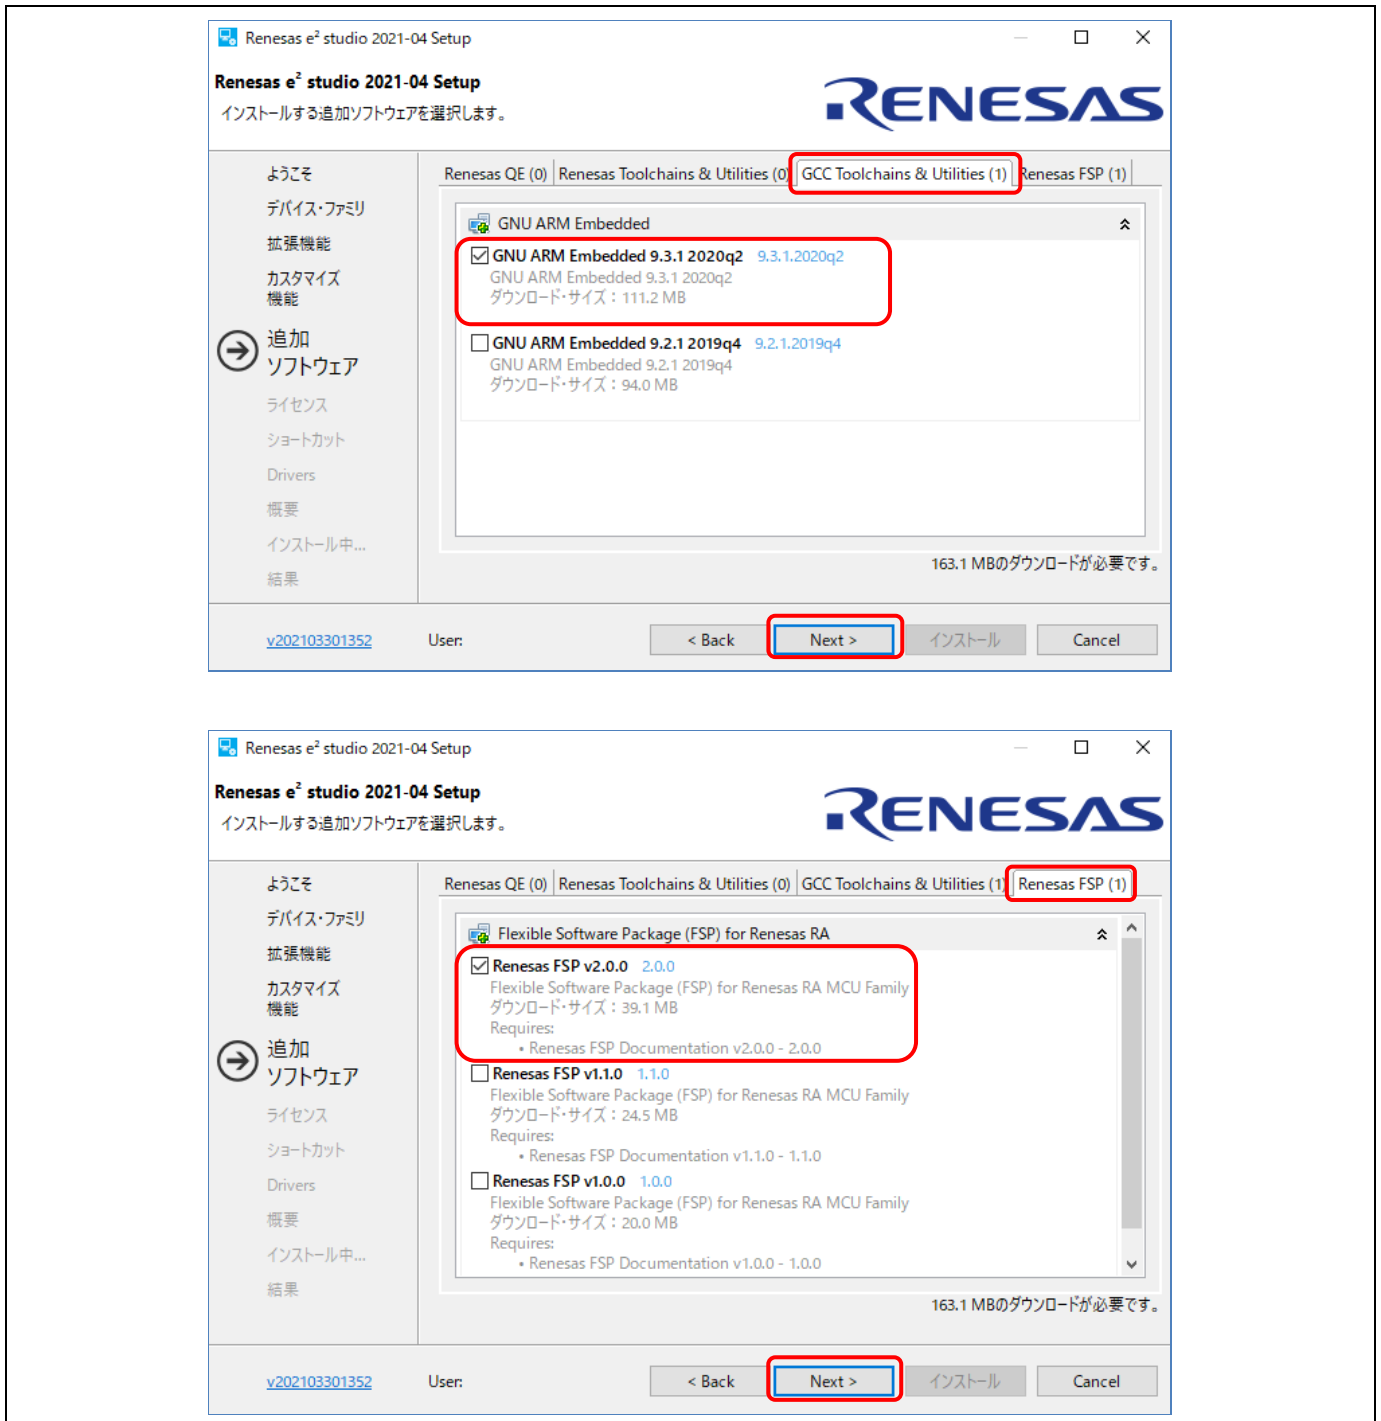 Renesas e² studio 2021-04 Setup
Renesas e² studio 2021-04 Setup
インストールする追加ソフトウェアを選択します。
RENESAS
ようこそ
デバイス・ファミリ
拡張機能
カスタマイズ
機能
追加
ソフトウェア
ライセンス
ショートカット
Drivers
概要
インストール中...
結果
Renesas QE (0) Renesas Toolchains & Utilities (0) GCC Toolchains & Utilities (1) Renesas FSP (1)
GNU ARM Embedded
GNU ARM Embedded 9.3.1 2020q2 9.3.1.2020q2
GNU ARM Embedded 9.3.1 2020q2
ダウンロード・サイズ：111.2 MB
GNU ARM Embedded 9.2.1 2019q4 9.2.1.2019q4
GNU ARM Embedded 9.2.1 2019q4
ダウンロード・サイズ：94.0 MB
163.1 MBのダウンロードが必要です。
v202103301352 User: < Back Next > インストール Cancel
Renesas e² studio 2021-04 Setup
Renesas e² studio 2021-04 Setup
インストールする追加ソフトウェアを選択します。
RENESAS
ようこそ
デバイス・ファミリ
拡張機能
カスタマイズ
機能
追加
ソフトウェア
ライセンス
ショートカット
Drivers
概要
インストール中...
結果
Renesas QE (0) Renesas Toolchains & Utilities (0) GCC Toolchains & Utilities (1) Renesas FSP (1)
Flexible Software Package (FSP) for Renesas RA
Renesas FSP v2.0.0 2.0.0
Flexible Software Package (FSP) for Renesas RA MCU Family
ダウンロード・サイズ：39.1 MB
Requires:
• Renesas FSP Documentation v2.0.0 - 2.0.0
Renesas FSP v1.1.0 1.1.0
Flexible Software Package (FSP) for Renesas RA MCU Family
ダウンロード・サイズ：24.5 MB
Requires:
• Renesas FSP Documentation v1.1.0 - 1.1.0
Renesas FSP v1.0.0 1.0.0
Flexible Software Package (FSP) for Renesas RA MCU Family
ダウンロード・サイズ：20.0 MB
Requires:
• Renesas FSP Documentation v1.0.0 - 1.0.0
163.1 MBのダウンロードが必要です。
v202103301352 User: < Back Next > インストール Cancel